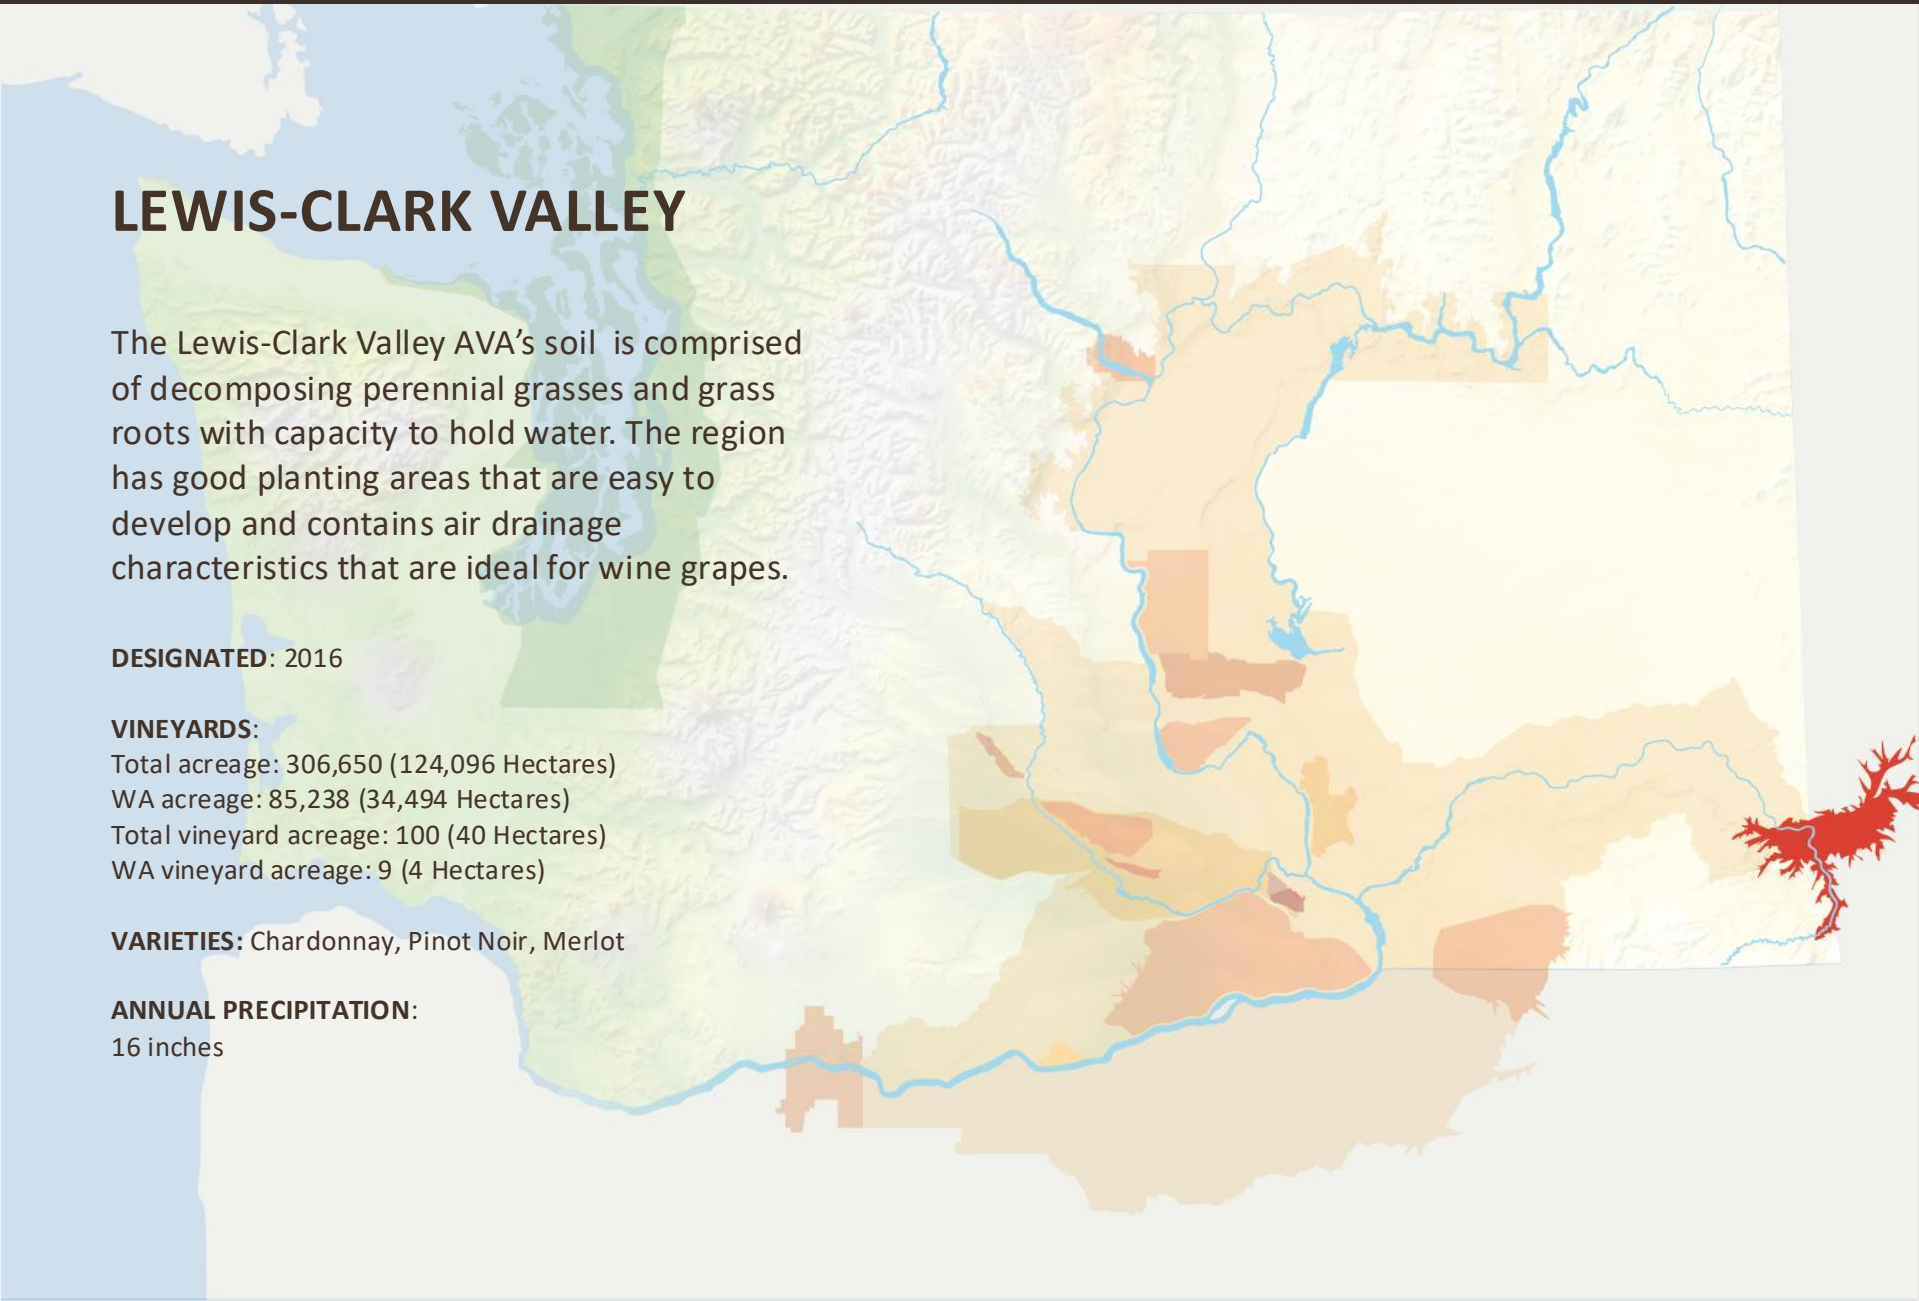 LEWIS-CLARK VALLEY
The Lewis-Clark Valley AVA’s soil is comprised
of decomposing perennial grasses and grass
roots with capacity to hold water. The region
has good planting areas that are easy to
develop and contains air drainage
characteristics that are ideal for wine grapes.
DESIGNATED: 2016
VINEYARDS:
Total acreage: 306,650 (124,096 Hectares)
WA acreage: 85,238 (34,494 Hectares)
Total vineyard acreage: 100 (40 Hectares)
WA vineyard acreage: 9 (4 Hectares)
VARIETIES: Chardonnay, Pinot Noir, Merlot
ANNUAL PRECIPITATION:
16 inches